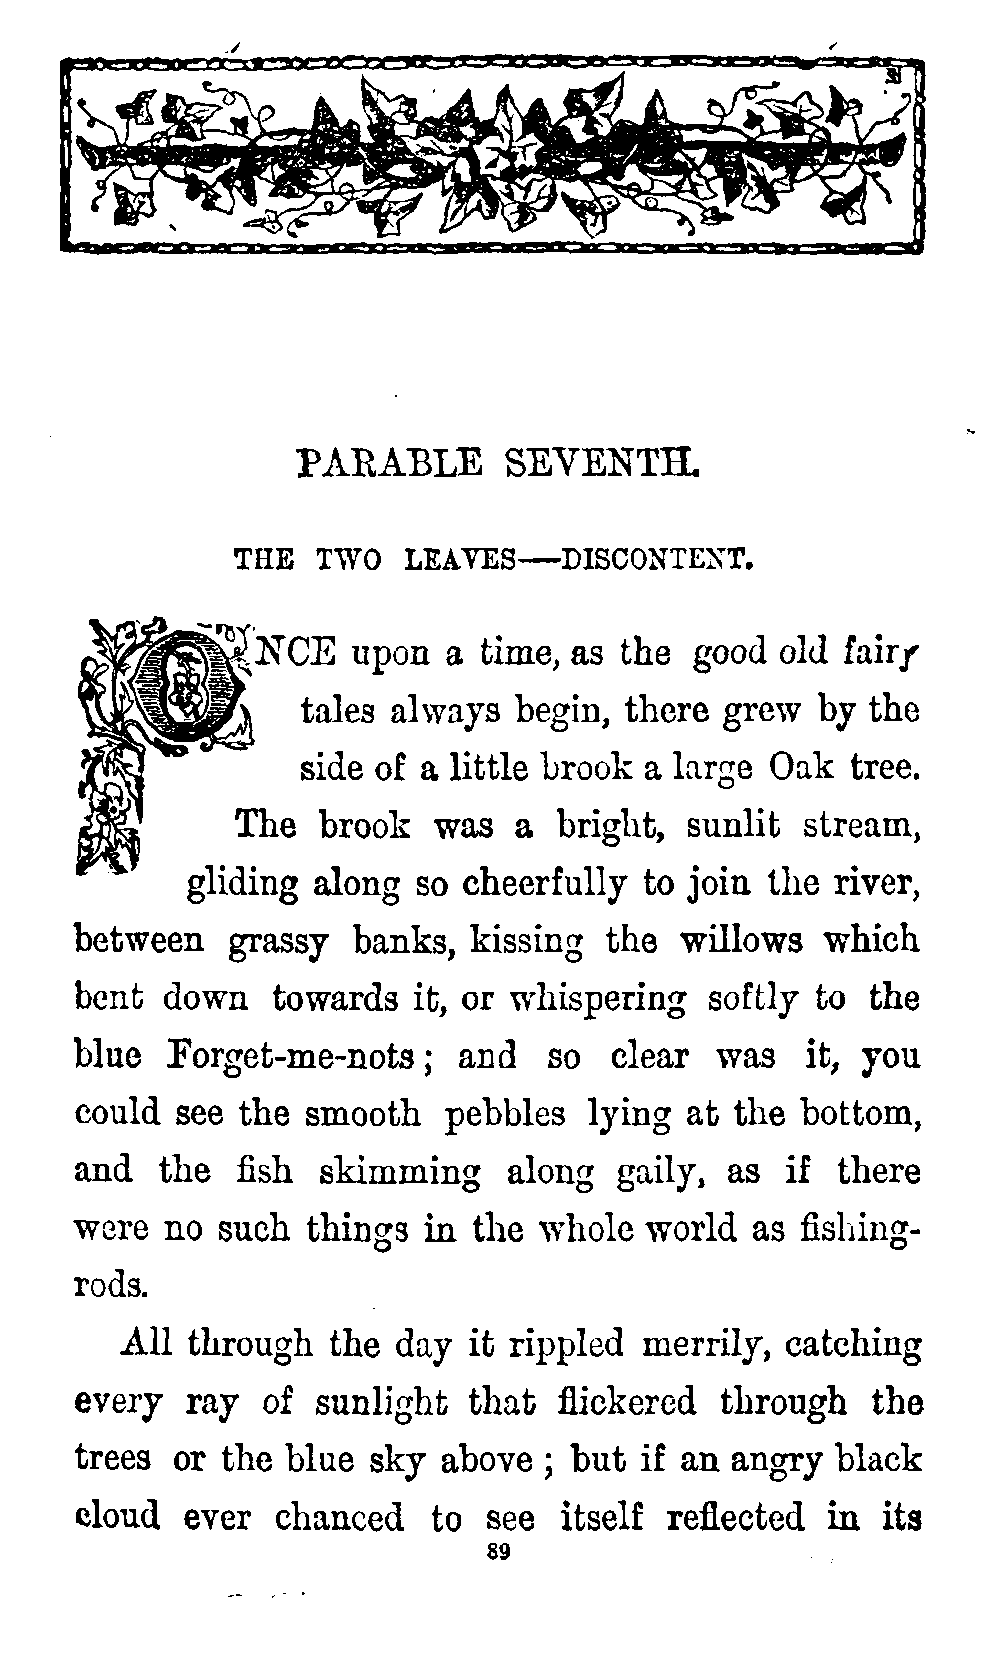 PARABLE SEVENTH.
THE TWO LEAVES—DISCONTENT.
ONCE upon a time, as the good old fairy
tales always begin, there grew by the
side of a little brook a large Oak tree.
The brook was a bright, sunlit stream,
gliding along so cheerfully to join the river,
between grassy banks, kissing the willows which
bent down towards it, or whispering softly to the
blue Forget-me-nots; and so clear was it, you
could see the smooth pebbles lying at the bottom,
and the fish skimming along gaily, as if there
were no such things in the whole world as fishing-
rods.
All through the day it rippled merrily, catching
every ray of sunlight that flickered through the
trees or the blue sky above; but if an angry black
cloud ever chanced to see itself reflected in its
89